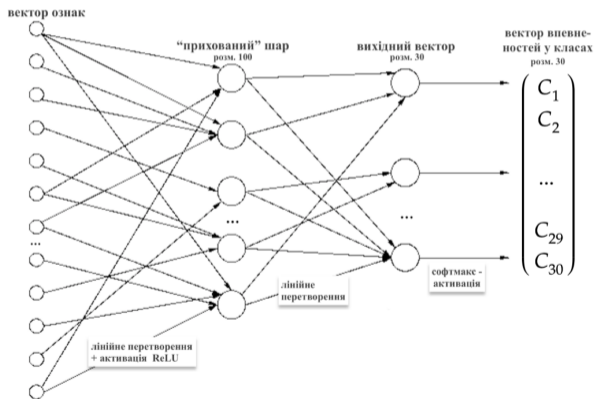 вектор ознак
“прихований” шар
розм. 100
вихідний вектор
розм. 30
вектор впевне-
ностей у класах
розм. 30
C1
C2
...
C29
C30
...
...
...
лінійне перетворення
+ активація ReLU
лінійне
перетворення
софтмакс -
активація